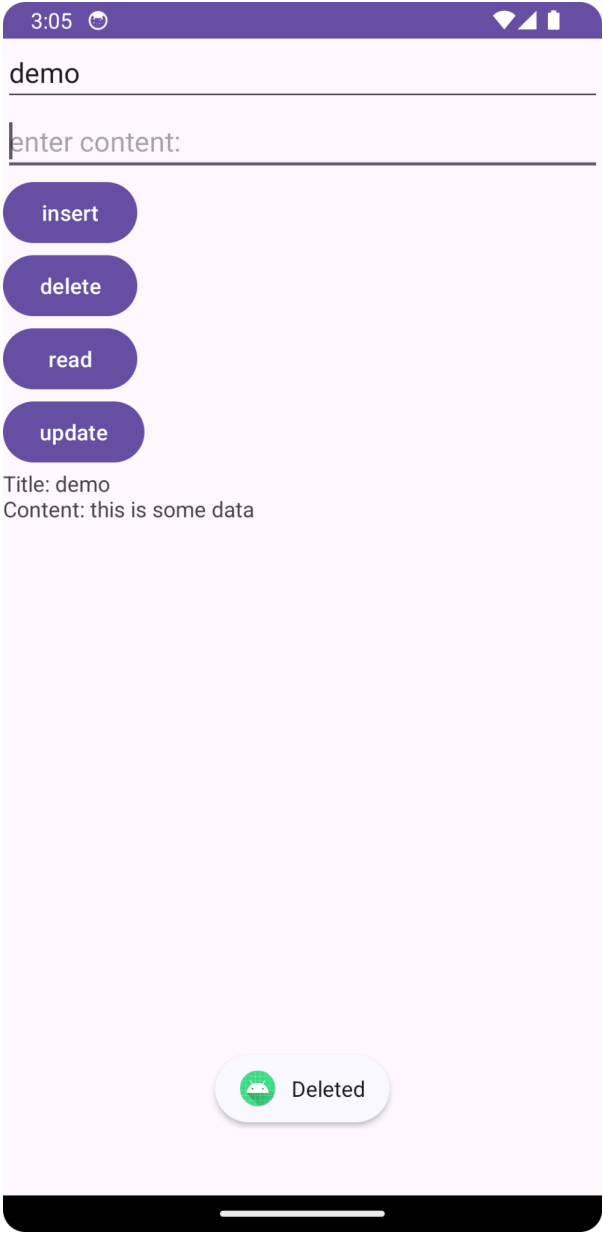 3:05
demo
enter content:
insert
delete
read
update
Title: demo
Content: this is some data
Deleted